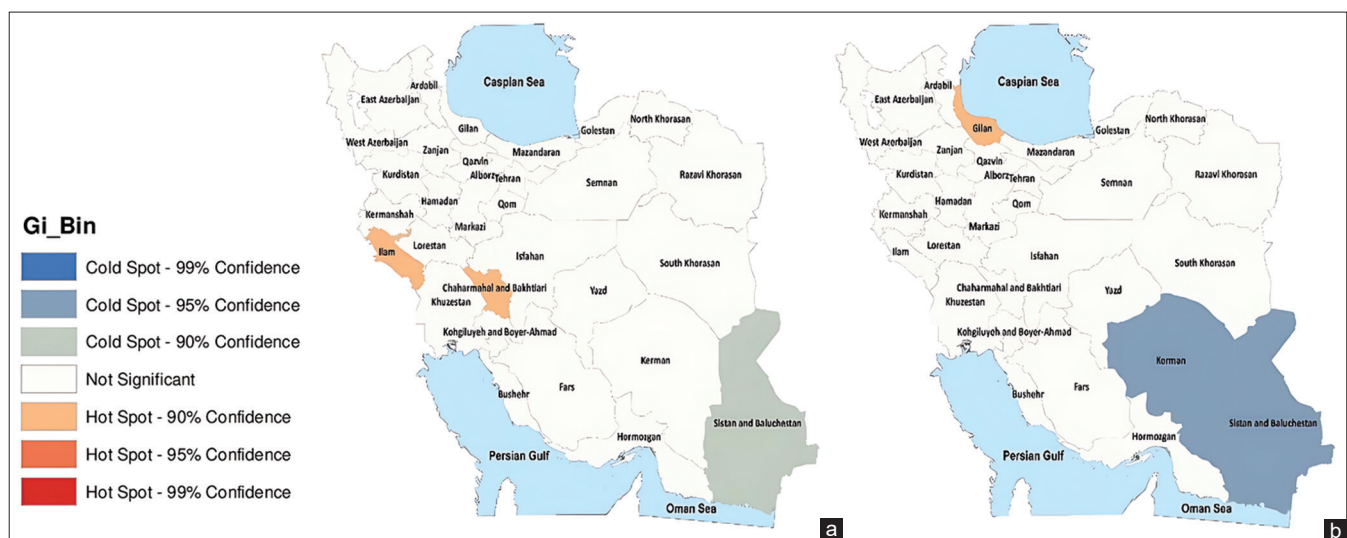 Gi_Bin
Cold Spot - 99% Confidence
Cold Spot - 95% Confidence
Cold Spot - 90% Confidence
Not Significant
Hot Spot - 90% Confidence
Hot Spot - 95% Confidence
Hot Spot - 99% Confidence
Caspian Sea
Ardabil
East Azerbaijan
Gilan
North Khorasan
Golestan
West Azerbaijan
Zanjan
Mazandaran
Qazvin
Alborz
Tehran
Semnan
Razavi Khorasan
Kurdistan
Hamadan
Qom
Kermanshah
Markazi
Ilam
Lorestan
Isfahan
South Khorasan
Chaharmahal and Bakhtiari
Yazd
Khuzestan
Kohgiluyeh and Boyer-Ahmad
Kerman
Bushehr
Fars
Sistan and Baluchestan
Hormozgan
Persian Gulf
Oman Sea
a
Caspian Sea
Ardabil
East Azerbaijan
Gilan
North Khorasan
Golestan
West Azerbaijan
Zanjan
Mazandaran
Qazvin
Alborz
Tehran
Semnan
Razavi Khorasan
Kurdistan
Hamadan
Qom
Kermanshah
Markazi
Ilam
Lorestan
Isfahan
South Khorasan
Chaharmahal and Bakhtiari
Yazd
Khuzestan
Kohgiluyeh and Boyer-Ahmad
Korman
Bushehr
Fars
Sistan and Baluchestan
Hormozgan
Persian Gulf
Oman Sea
b